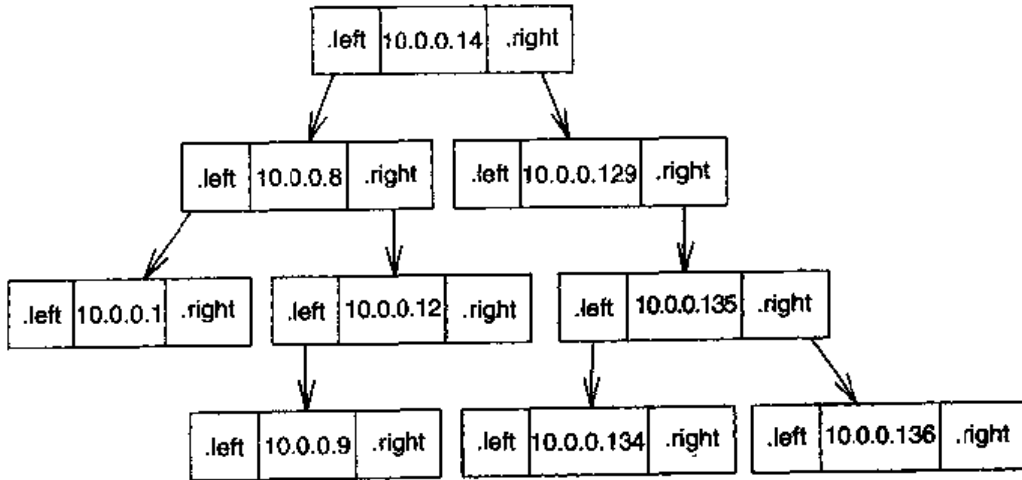 .left 10.0.0.14 .right
.left 10.0.0.8 .right
.left 10.0.0.129 .right
.left 10.0.0.1 .right
.left 10.0.0.12 .right
.left 10.0.0.135 .right
.left 10.0.0.9 .right
.left 10.0.0.134 .right
.left 10.0.0.136 .right